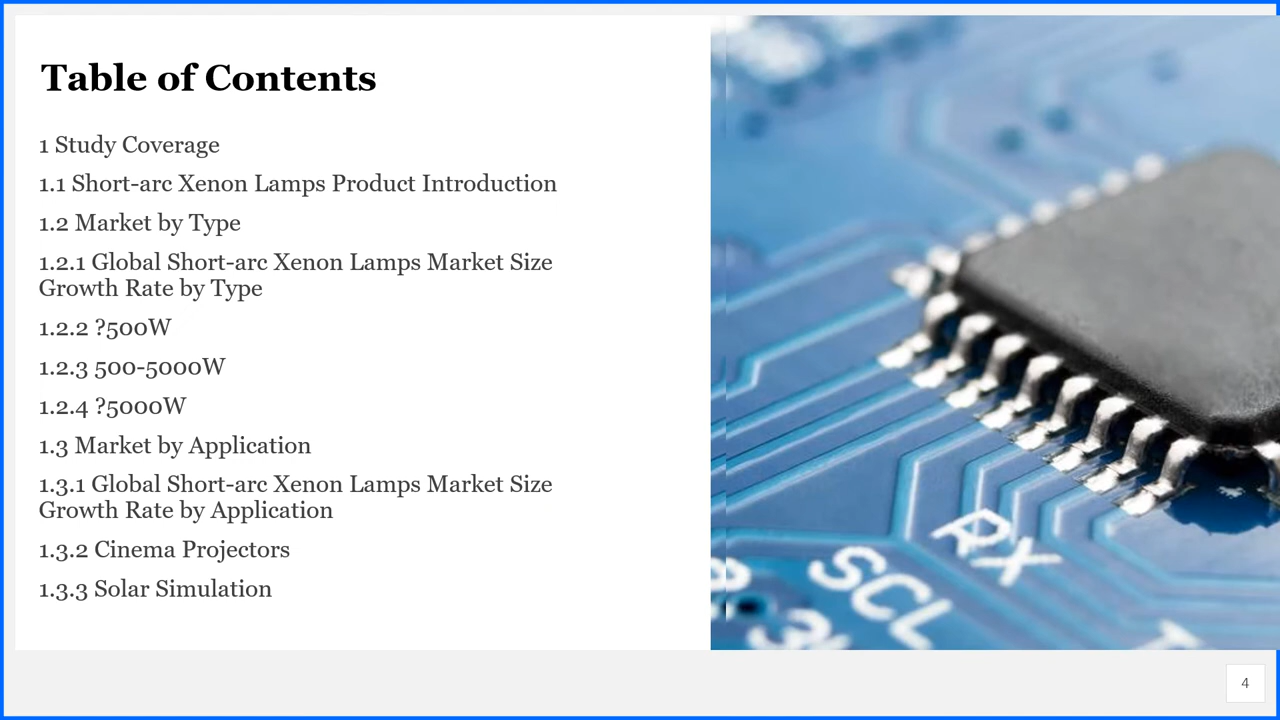 Table of Contents
1 Study Coverage
1.1 Short-arc Xenon Lamps Product Introduction
1.2 Market by Type
1.2.1 Global Short-arc Xenon Lamps Market Size
Growth Rate by Type
1.2.2 ?500W
1.2.3 500-5000W
1.2.4 ?5000W
1.3 Market by Application
1.3.1 Global Short-arc Xenon Lamps Market Size
Growth Rate by Application
1.3.2 Cinema Projectors
1.3.3 Solar Simulation
RX
SCL
4